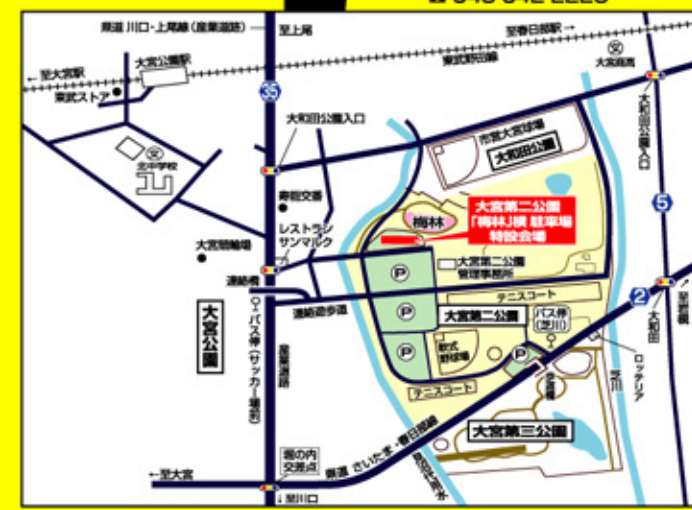 県道 川口・上尾線（産業道路）
至上尾
至春日部駅
東武野田線
大宮商高
←至大宮駅
大宮公園駅
東武ストア
35
大和田公園入口
北中学校
寿能交番
大宮競輪場
レストラン
サンマルク
連絡橋
連絡遊歩道
大宮公園
バス停（サッカー場前）
産業道路
市営大宮球場
大和田公園
大和田公園入口
5
梅林
大宮第二公園
「梅林」横 駐車場
特設会場
大宮第二公園
管理事務所
P
P
P
P
テニスコート
大宮第二公園
バス停
（芝川）
軟式
野球場
テニスコート
2
大和田
至岩槻
ロッテリア
芝川
大宮第三公園
堀の内
交差点
←至大宮
県道 さいたま・春日部線
↓至川口